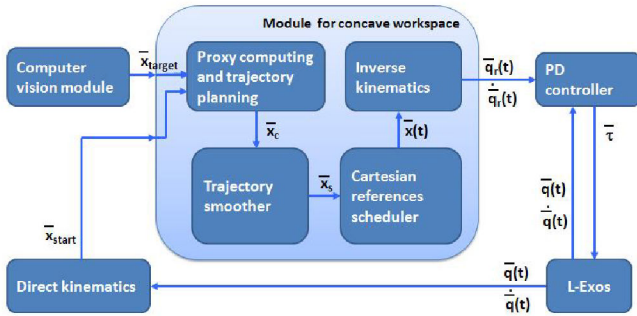 Module for concave workspace
Computer
vision module
x̅target
Proxy computing
and trajectory
planning
Inverse
kinematics
q̅r(t)
q̅̇r(t)
PD
controller
x̅c
x̅(t)
τ̅
Trajectory
smoother
x̅s
Cartesian
references
scheduler
q̅(t)
q̅̇(t)
x̅start
Direct kinematics
q̅(t)
q̅̇(t)
L-Exos